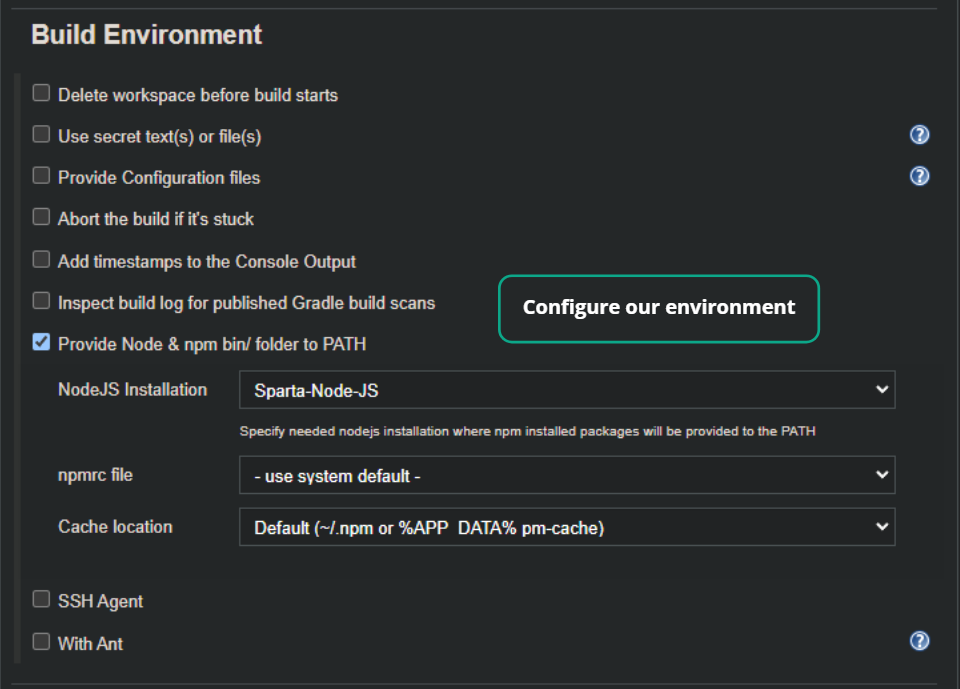 Build Environment
Delete workspace before build starts
Use secret text(s) or file(s)
Provide Configuration files
Abort the build if it's stuck
Add timestamps to the Console Output
Inspect build log for published Gradle build scans
Configure our environment
Provide Node & npm bin/ folder to PATH
NodeJS Installation Sparta-Node-JS
Specify needed nodejs installation where npm installed packages will be provided to the PATH
npmrc file - use system default -
Cache location Default (~/.npm or %APP DATA% pm-cache)
SSH Agent
With Ant